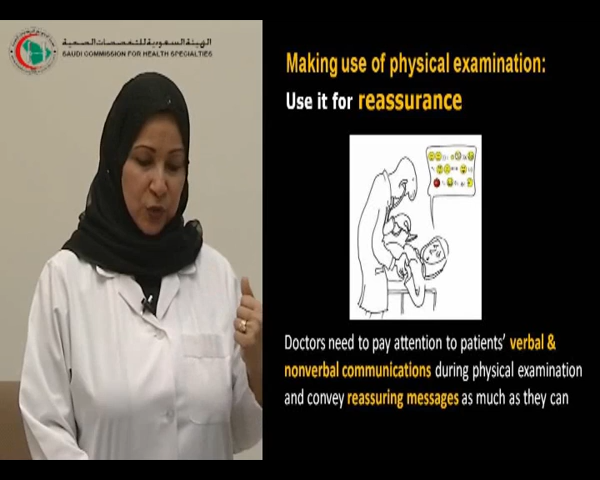 الهيئة السعودية للتخصصات الصحية
SAUDI COMMISSION FOR HEALTH SPECIALTIES
Making use of physical examination:
Use it for reassurance
Doctors need to pay attention to patients' verbal &
nonverbal communications during physical examination
and convey reassuring messages as much as they can